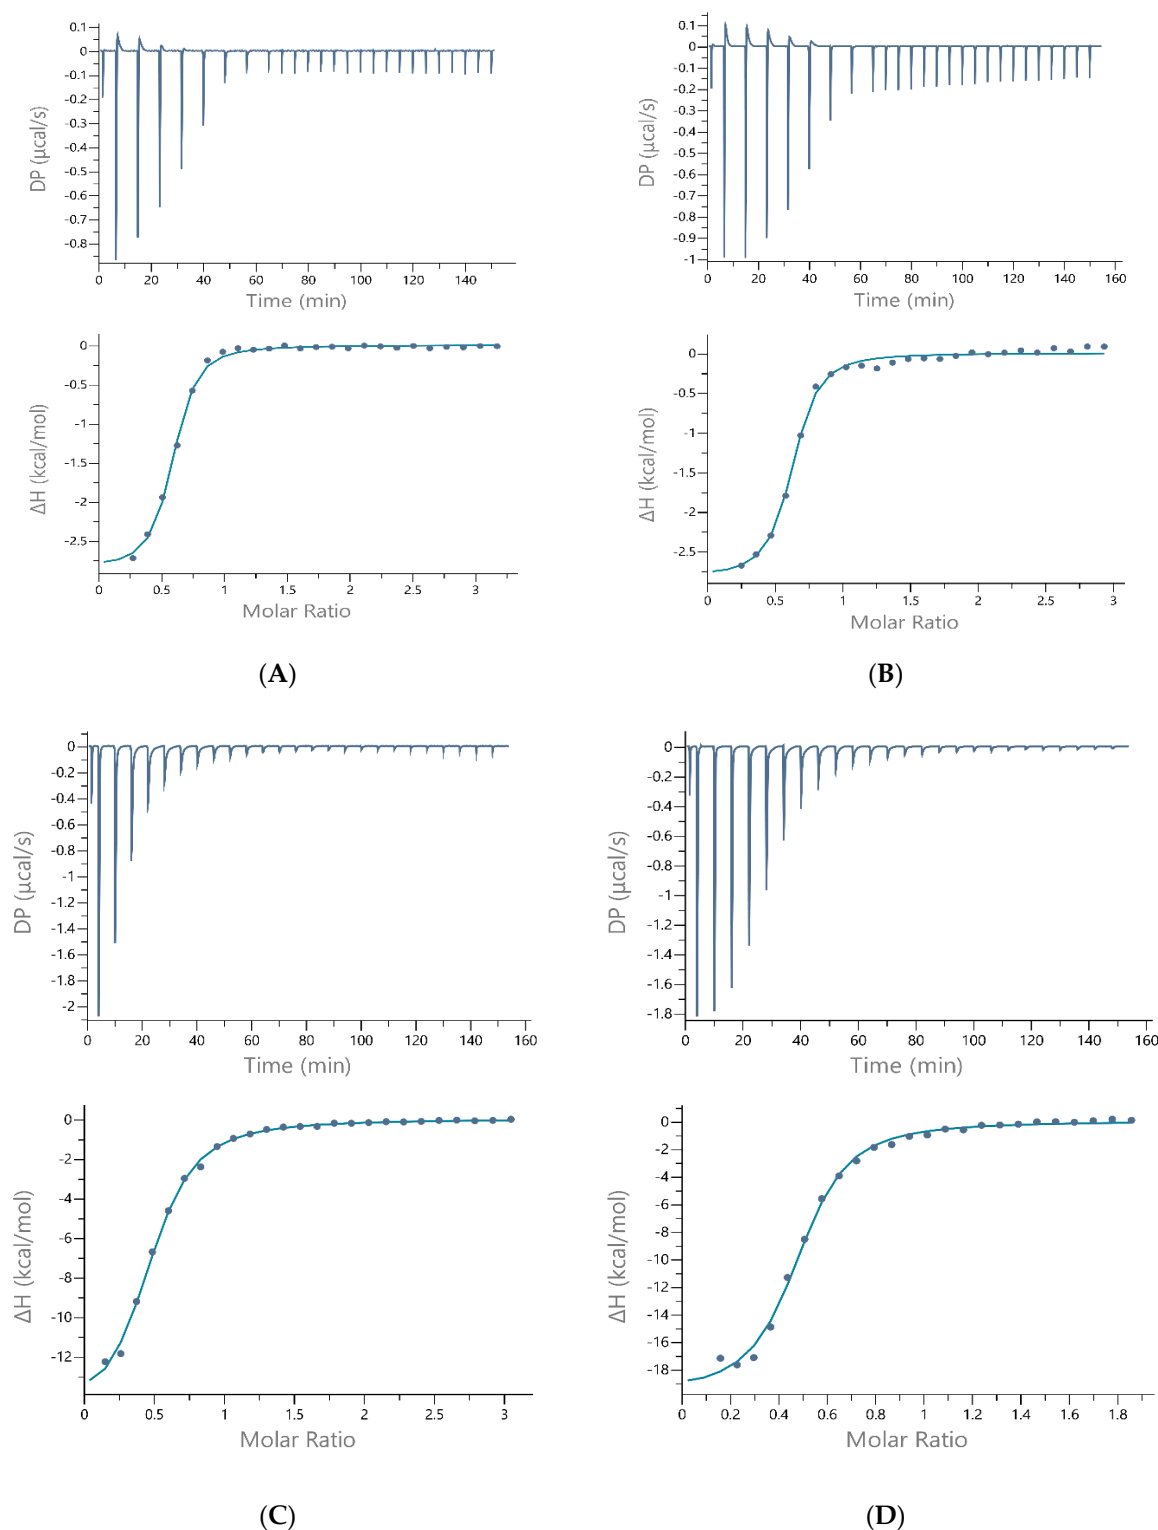 0.1
0
-0.1
-0.2
-0.3
-0.4
-0.5
-0.6
-0.7
-0.8
DP (µcal/s)
0 20 40 60 80 100 120 140
Time (min)
0
-0.5
-1
-1.5
-2
-2.5
ΔH (kcal/mol)
0 0.5 1 1.5 2 2.5 3
Molar Ratio
(A)
0.1
0
-0.1
-0.2
-0.3
-0.4
-0.5
-0.6
-0.7
-0.8
-0.9
-1
DP (µcal/s)
0 20 40 60 80 100 120 140 160
Time (min)
0
-0.5
-1
-1.5
-2
-2.5
ΔH (kcal/mol)
0 0.5 1 1.5 2 2.5 3
Molar Ratio
(B)
0
-0.2
-0.4
-0.6
-0.8
-1
-1.2
-1.4
-1.6
-1.8
-2
DP (µcal/s)
0 20 40 60 80 100 120 140 160
Time (min)
0
-2
-4
-6
-8
-10
-12
ΔH (kcal/mol)
0 0.5 1 1.5 2 2.5 3
Molar Ratio
(C)
0
-0.2
-0.4
-0.6
-0.8
-1
-1.2
-1.4
-1.6
-1.8
DP (µcal/s)
0 20 40 60 80 100 120 140 160
Time (min)
0
-2
-4
-6
-8
-10
-12
-14
-16
-18
ΔH (kcal/mol)
0 0.2 0.4 0.6 0.8 1 1.2 1.4 1.6 1.8
Molar Ratio
(D)